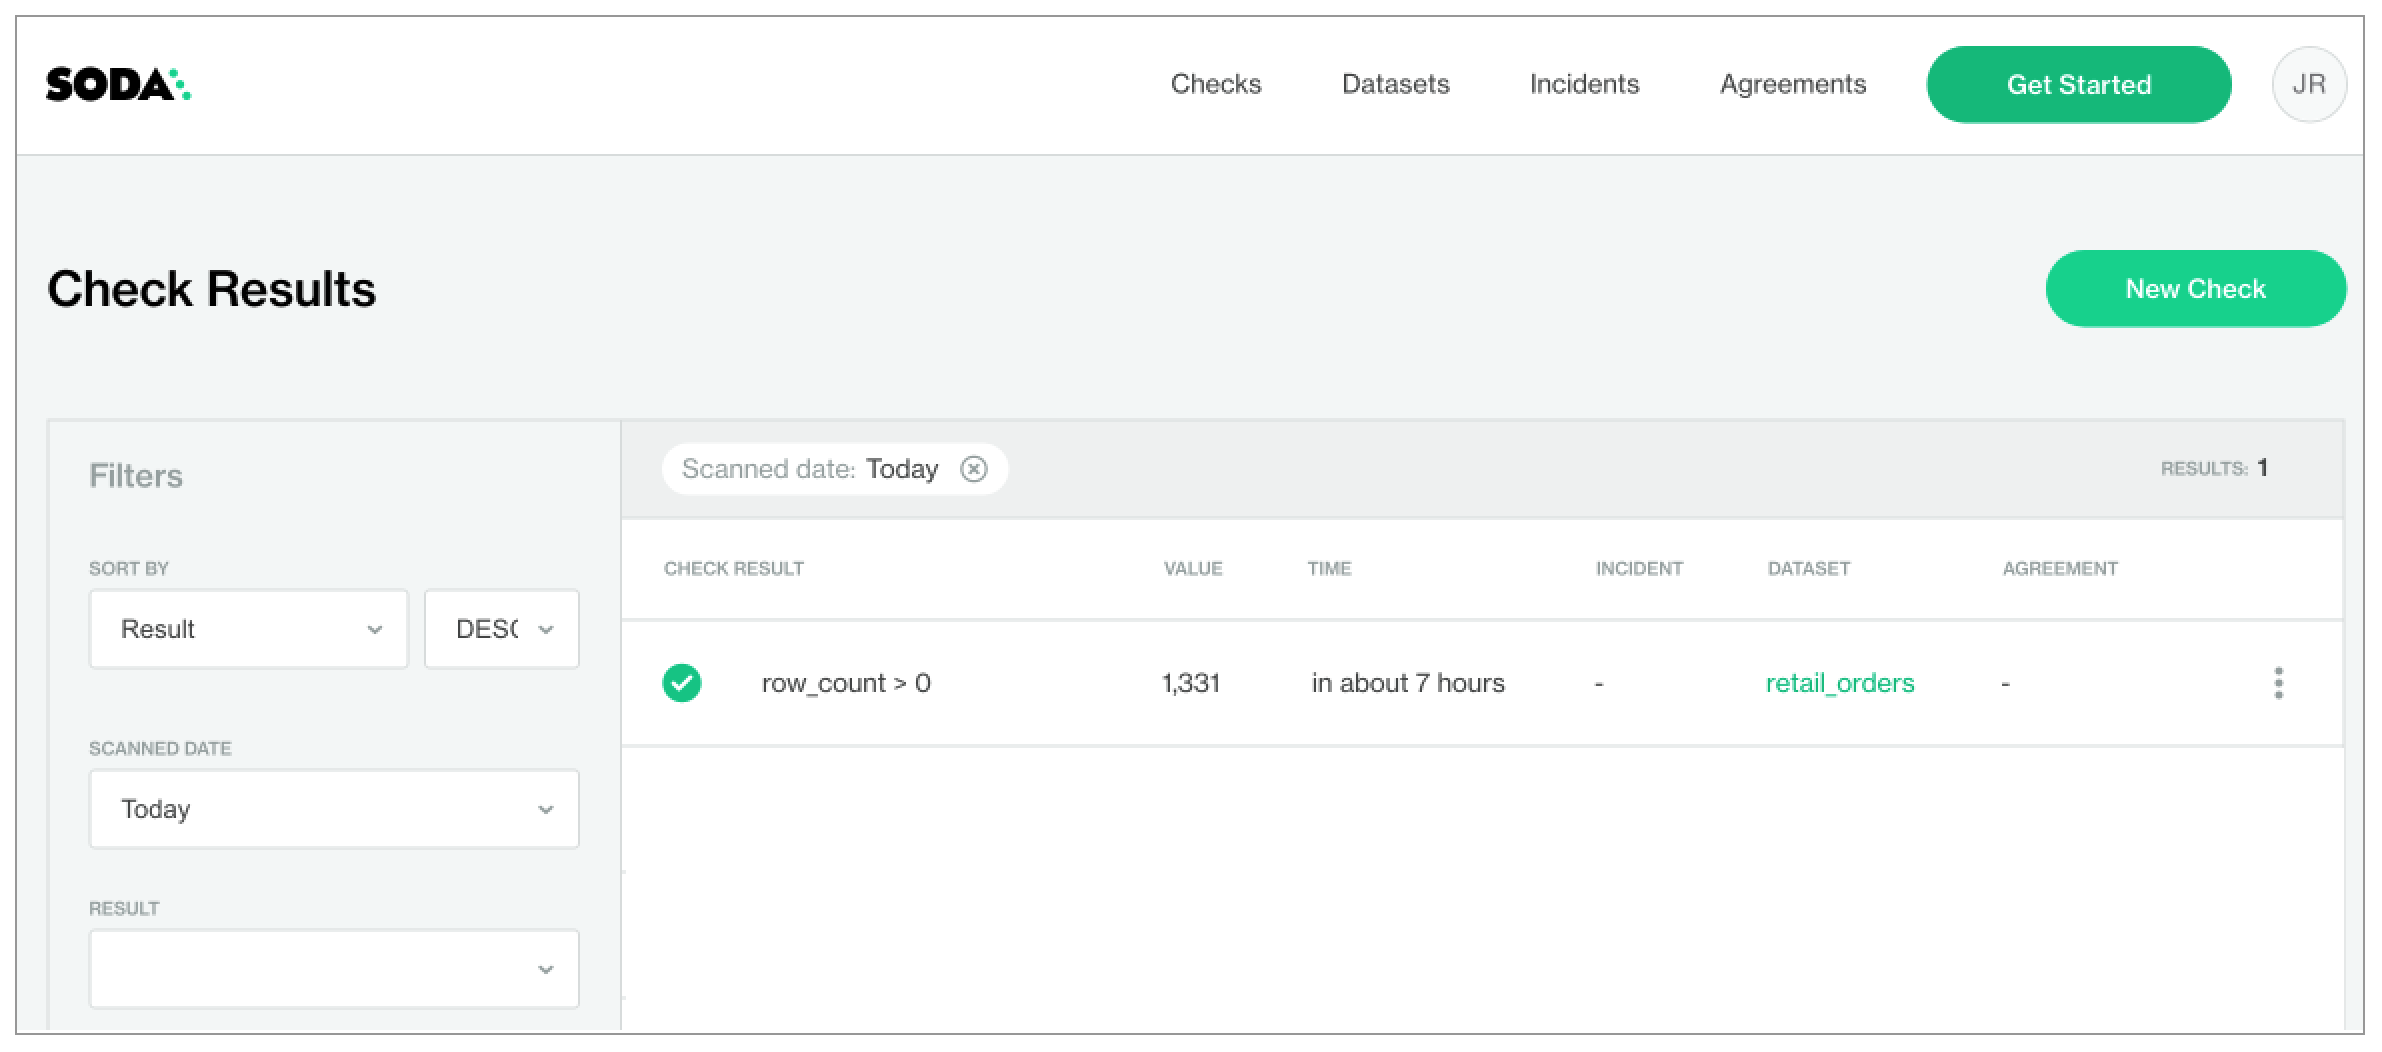 SODA
Checks Datasets Incidents Agreements Get Started JR
Check Results
New Check
Filters
Scanned date: Today
RESULTS: 1
SORT BY
Result
DESC
SCANNED DATE
Today
RESULT
CHECK RESULT VALUE TIME INCIDENT DATASET AGREEMENT
row_count > 0 1,331 in about 7 hours - retail_orders -